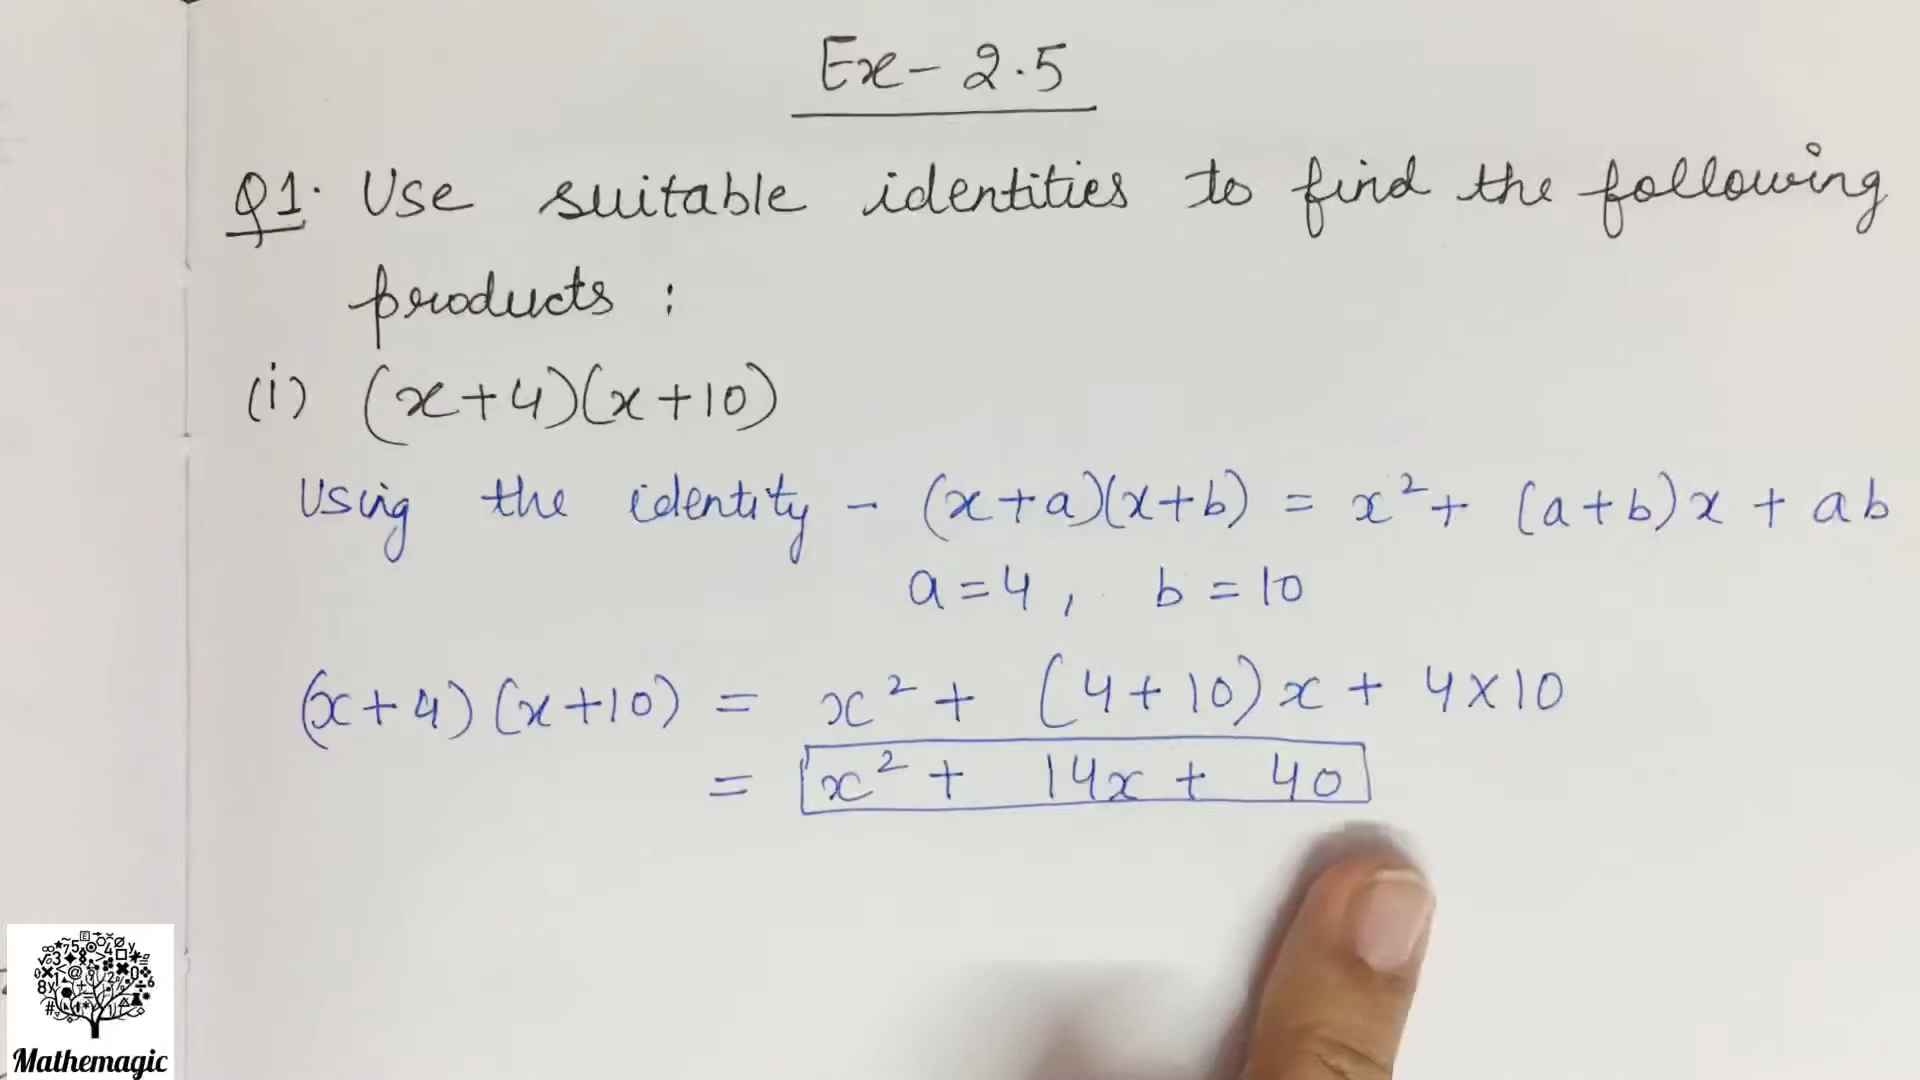 Ex- 2.5
Q1. Use suitable identities to find the following
products :
(i) (x+4)(x+10)
Using the identity - (x+a)(x+b) = x² + (a+b)x + ab
a=4 , b=10
(x+4)(x+10) = x² + (4+10)x + 4×10
= x² + 14x + 40
Mathemagic